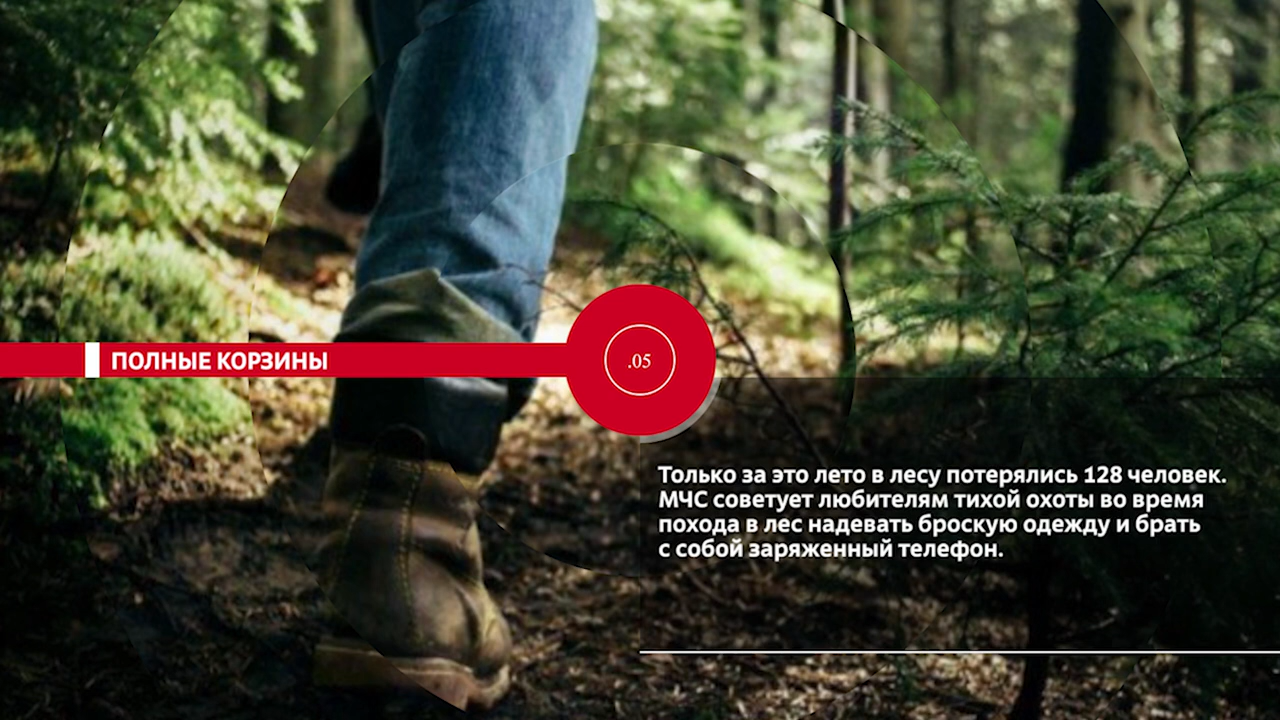 ПОЛНЫЕ КОРЗИНЫ
.05
Только за это лето в лесу потерялись 128 человек.
МЧС советует любителям тихой охоты во время
похода в лес надевать броскую одежду и брать
с собой заряженный телефон.